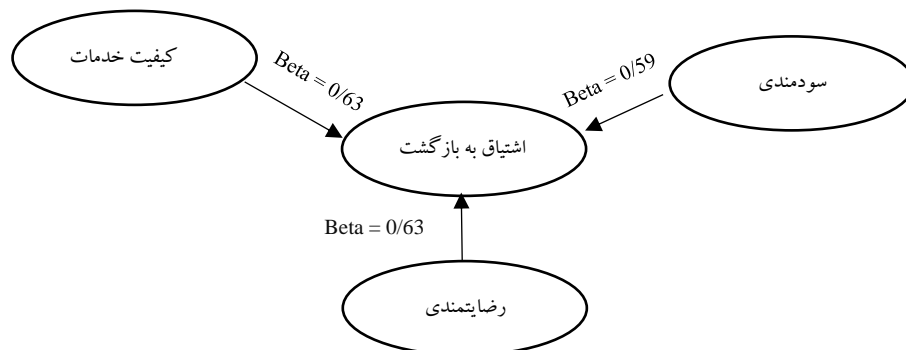 کیفیت خدمات
Beta = 0/63
Beta = 0/59
سودمندی
اشتیاق به بازگشت
Beta = 0/63
رضایتمندی